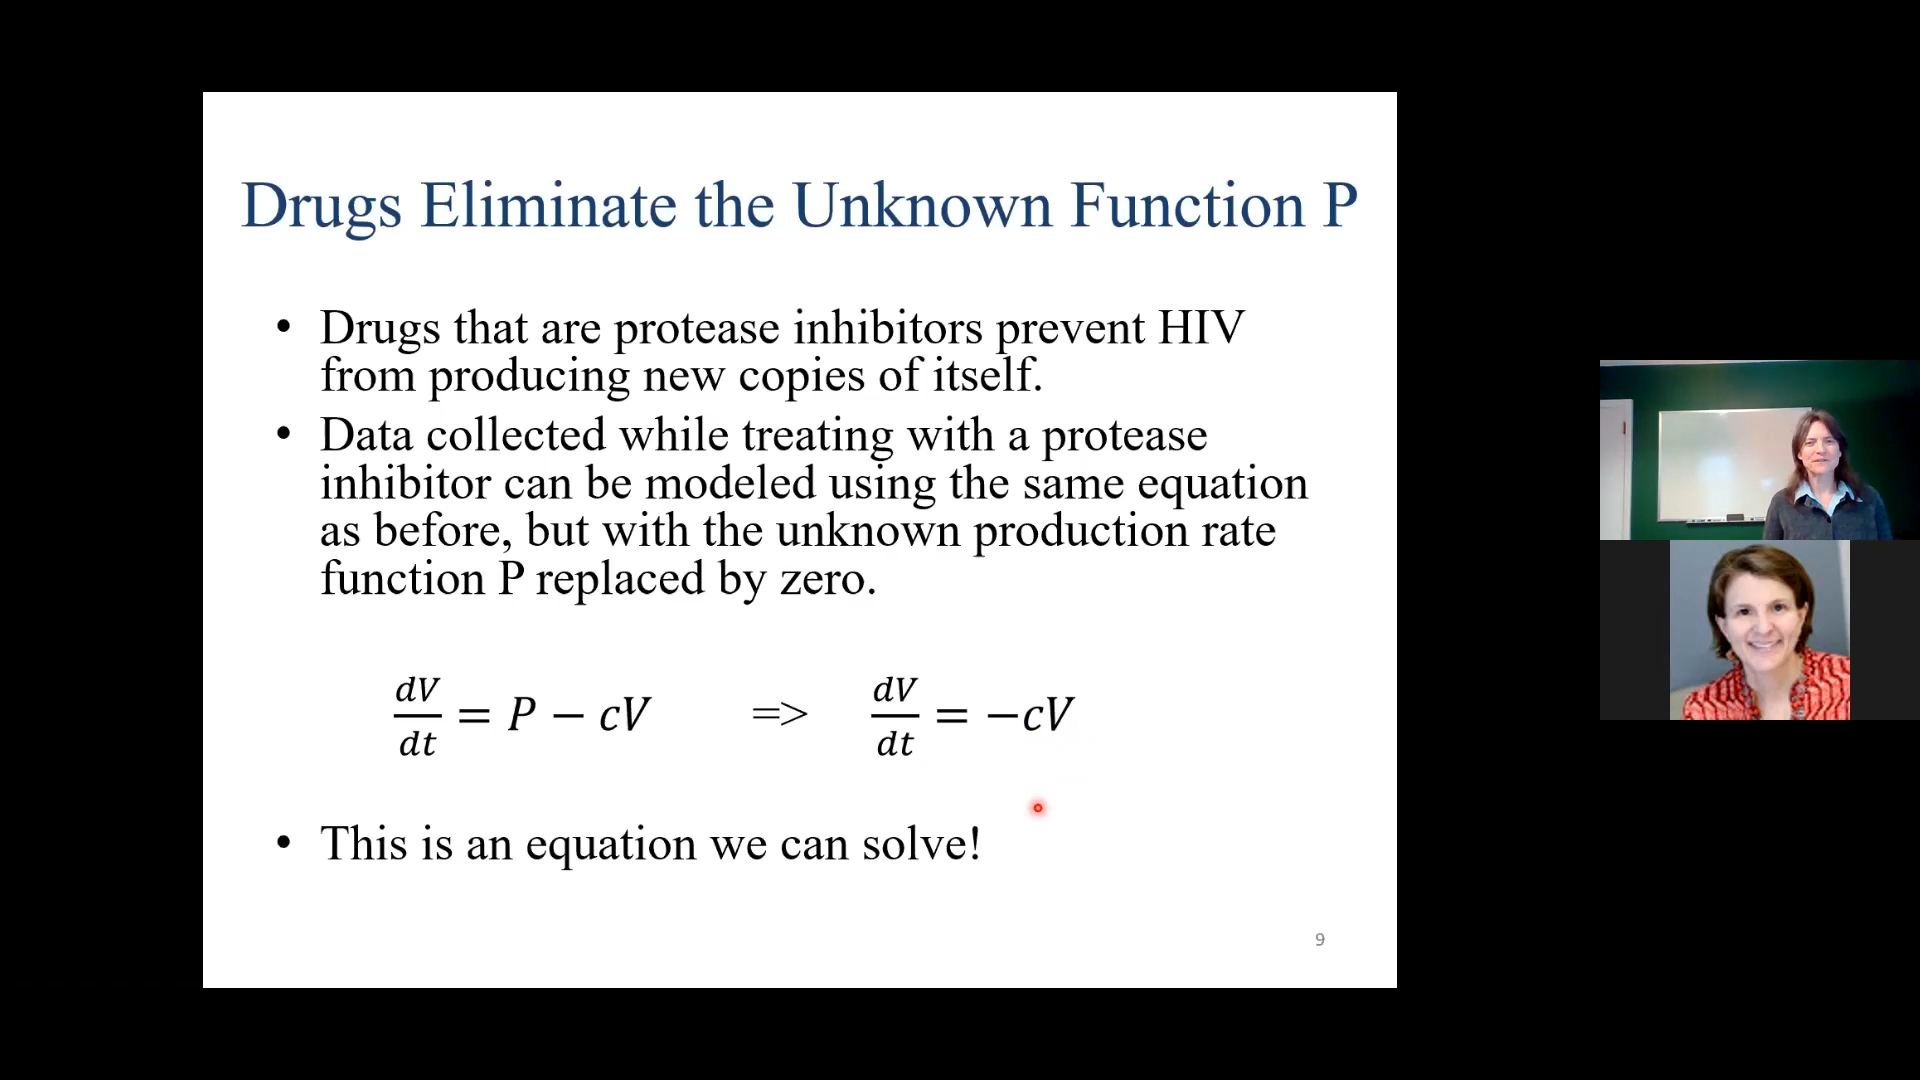 Drugs Eliminate the Unknown Function P
• Drugs that are protease inhibitors prevent HIV
from producing new copies of itself.
• Data collected while treating with a protease
inhibitor can be modeled using the same equation
as before, but with the unknown production rate
function P replaced by zero.
dV/dt = P − cV => dV/dt = −cV
• This is an equation we can solve!
9